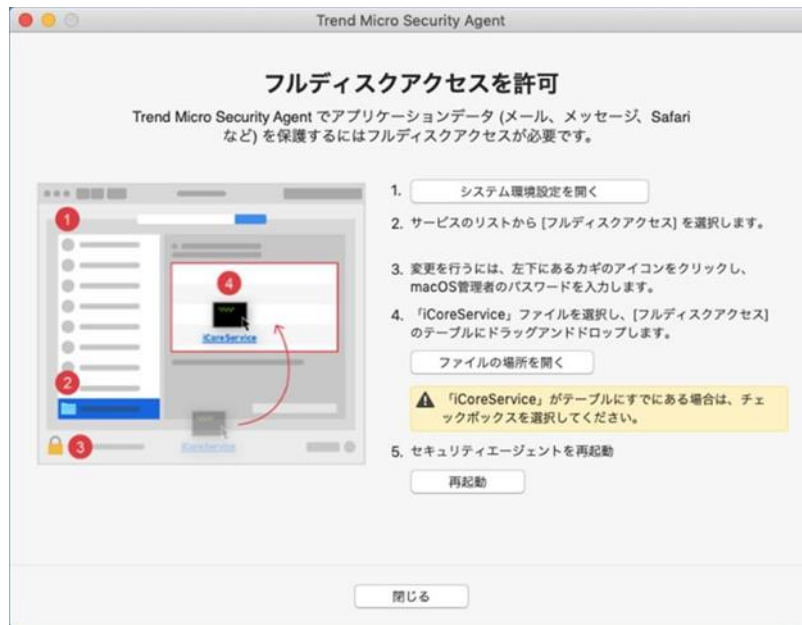 Trend Micro Security Agent
フルディスクアクセスを許可
Trend Micro Security Agent でアプリケーションデータ (メール、メッセージ、Safari
など) を保護するにはフルディスクアクセスが必要です。
1. システム環境設定を開く
2. サービスのリストから [フルディスクアクセス] を選択します。
3. 変更を行うには、左下にあるカギのアイコンをクリックし、
macOS管理者のパスワードを入力します。
4. 「iCoreService」ファイルを選択し、[フルディスクアクセス]
のテーブルにドラッグアンドドロップします。
ファイルの場所を開く
「iCoreService」がテーブルにすでにある場合は、チェ
ックボックスを選択してください。
5. セキュリティエージェントを再起動
再起動
1
4
iCoreService
2
3
iCoreService
閉じる